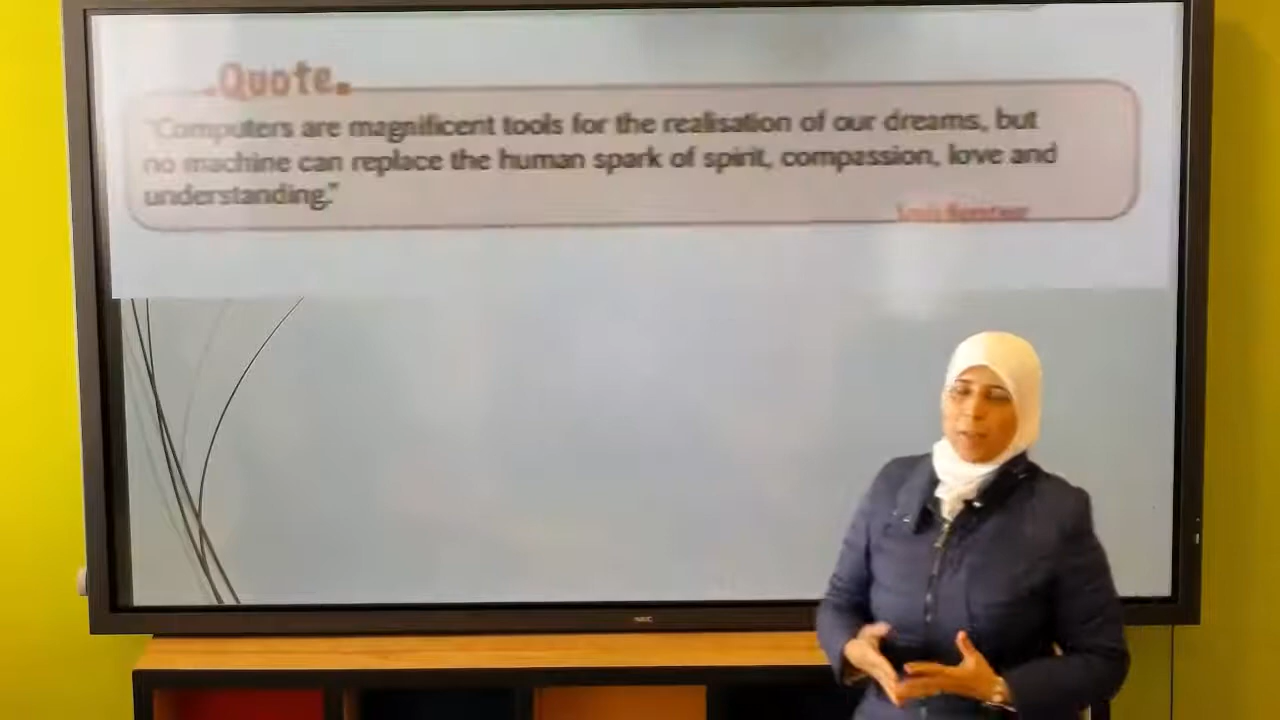 Quote.
"Computers are magnificent tools for the realisation of our dreams, but
no machine can replace the human spark of spirit, compassion, love and
understanding."
NEC